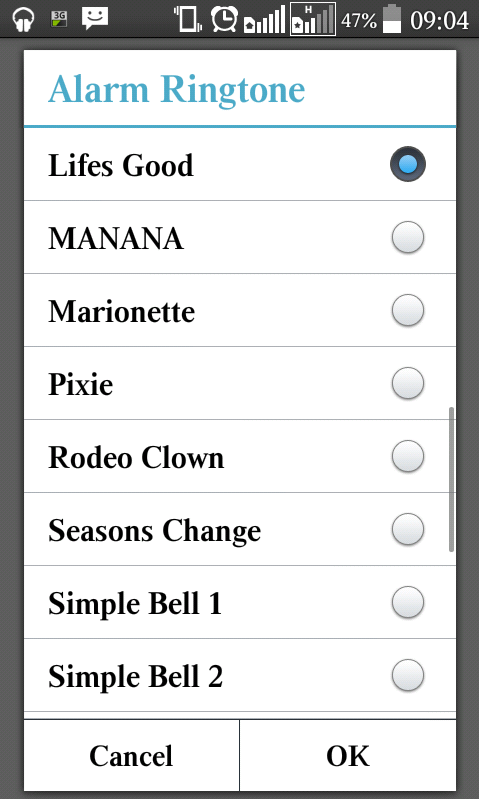 3G H 47% 09:04
Alarm Ringtone
Lifes Good
MANANA
Marionette
Pixie
Rodeo Clown
Seasons Change
Simple Bell 1
Simple Bell 2
Cancel OK